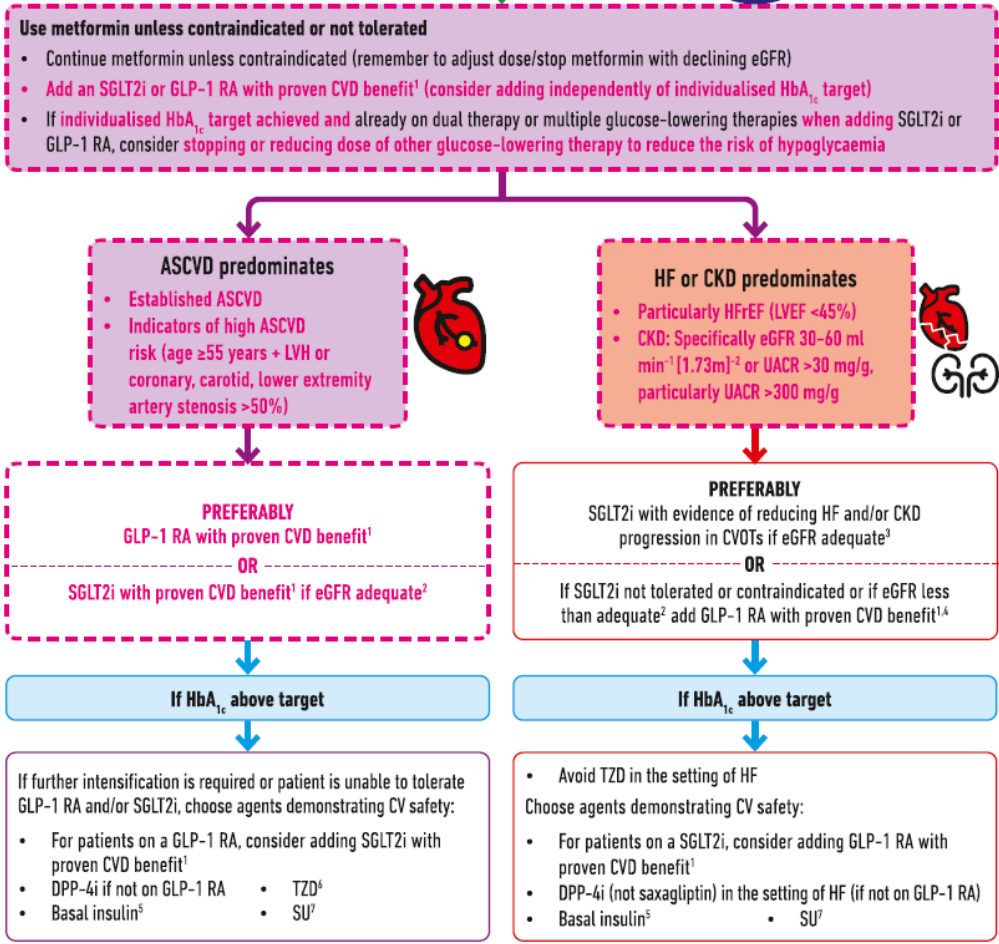 Use metformin unless contraindicated or not tolerated
• Continue metformin unless contraindicated (remember to adjust dose/stop metformin with declining eGFR)
• Add an SGLT2i or GLP-1 RA with proven CVD benefit¹ (consider adding independently of individualised HbA₁c target)
• If individualised HbA₁c target achieved and already on dual therapy or multiple glucose-lowering therapies when adding SGLT2i or
GLP-1 RA, consider stopping or reducing dose of other glucose-lowering therapy to reduce the risk of hypoglycaemia
ASCVD predominates
• Established ASCVD
• Indicators of high ASCVD
risk (age ≥55 years + LVH or
coronary, carotid, lower extremity
artery stenosis >50%)
PREFERABLY
GLP-1 RA with proven CVD benefit¹
OR
SGLT2i with proven CVD benefit¹ if eGFR adequate²
If HbA₁c above target
If further intensification is required or patient is unable to tolerate
GLP-1 RA and/or SGLT2i, choose agents demonstrating CV safety:
• For patients on a GLP-1 RA, consider adding SGLT2i with
proven CVD benefit¹
• DPP-4i if not on GLP-1 RA • TZD⁶
• Basal insulin⁵ • SU⁷
HF or CKD predominates
• Particularly HFrEF (LVEF <45%)
• CKD: Specifically eGFR 30–60 ml
min⁻¹ [1.73m]⁻² or UACR >30 mg/g,
particularly UACR >300 mg/g
PREFERABLY
SGLT2i with evidence of reducing HF and/or CKD
progression in CVOTs if eGFR adequate³
OR
If SGLT2i not tolerated or contraindicated or if eGFR less
than adequate² add GLP-1 RA with proven CVD benefit¹,⁴
If HbA₁c above target
• Avoid TZD in the setting of HF
Choose agents demonstrating CV safety:
• For patients on a SGLT2i, consider adding GLP-1 RA with
proven CVD benefit¹
• DPP-4i (not saxagliptin) in the setting of HF (if not on GLP-1 RA)
• Basal insulin⁵ • SU⁷